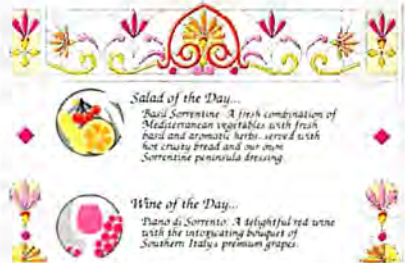 Salad of the Day...
Basil Sorrentine: A fresh combination of
Mediterranean vegetables with fresh
basil and aromatic herbs, served with
hot crusty bread and our own
Sorrentine peninsula dressing.
Wine of the Day...
Piano di Sorrento: A delightful red wine
with the intoxicating bouquet of
Southern Italys premium grapes.